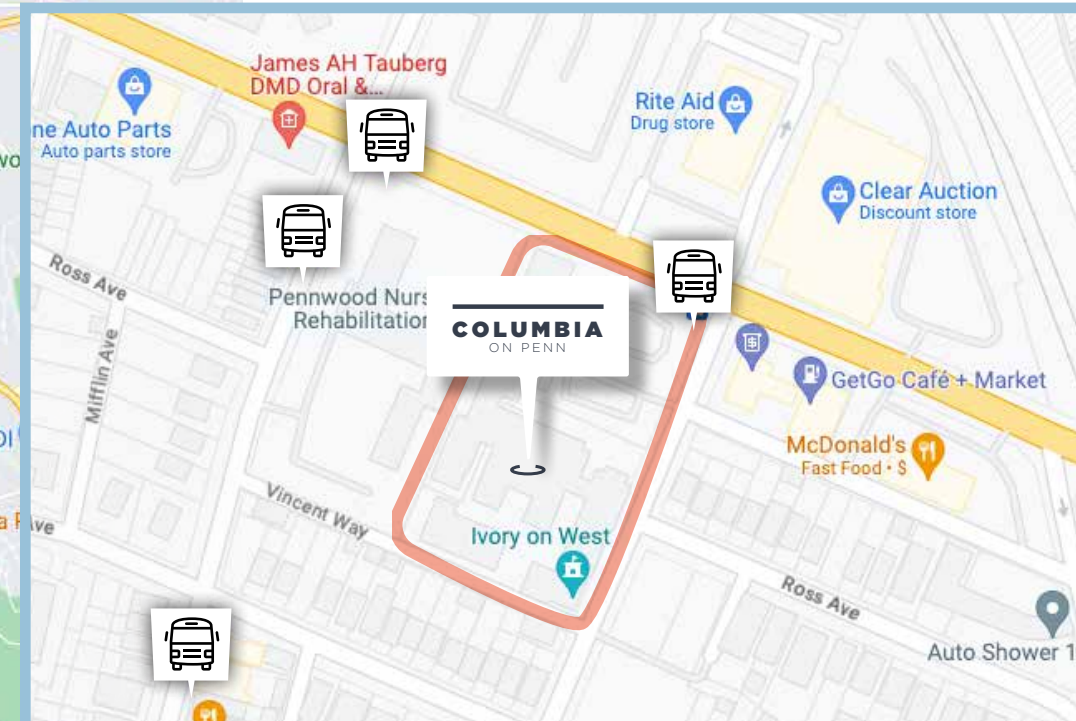 James AH Tauberg
DMD Oral &...
ne Auto Parts
Auto parts store
Rite Aid
Drug store
Clear Auction
Discount store
Ross Ave
Mifflin Ave
Pennwood Nurs
Rehabilitation
COLUMBIA
ON PENN
$
GetGo Café + Market
McDonald's
Fast Food • $
Vincent Way
Ave
Ivory on West
Ross Ave
Auto Shower 1